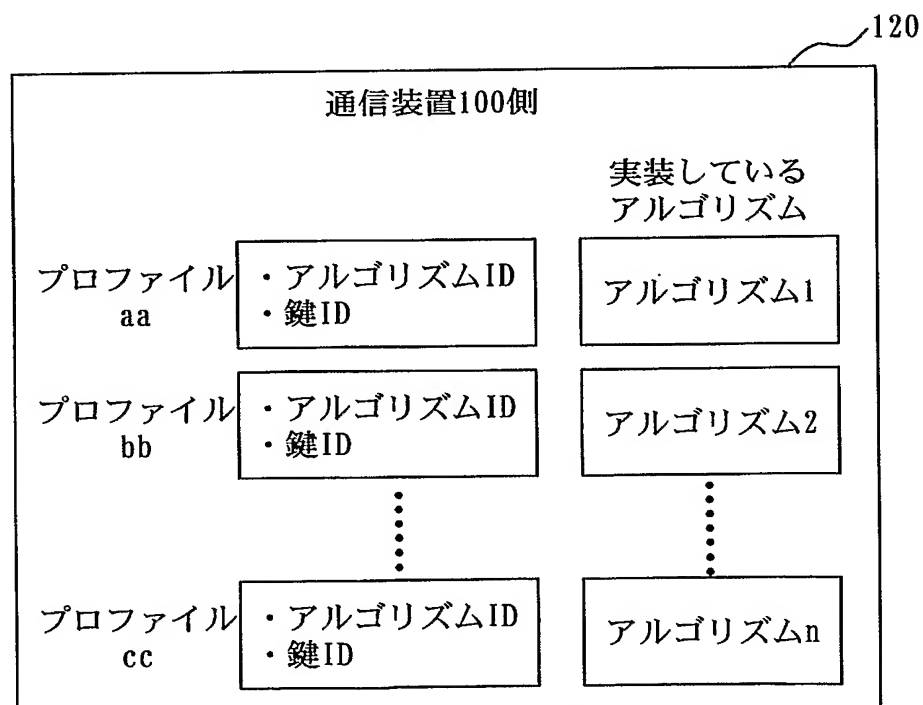 120
通信装置100側
実装している
アルゴリズム
プロファイル
aa
・アルゴリズムID
・鍵ID
アルゴリズム1
プロファイル
bb
・アルゴリズムID
・鍵ID
アルゴリズム2
プロファイル
cc
・アルゴリズムID
・鍵ID
アルゴリズムn